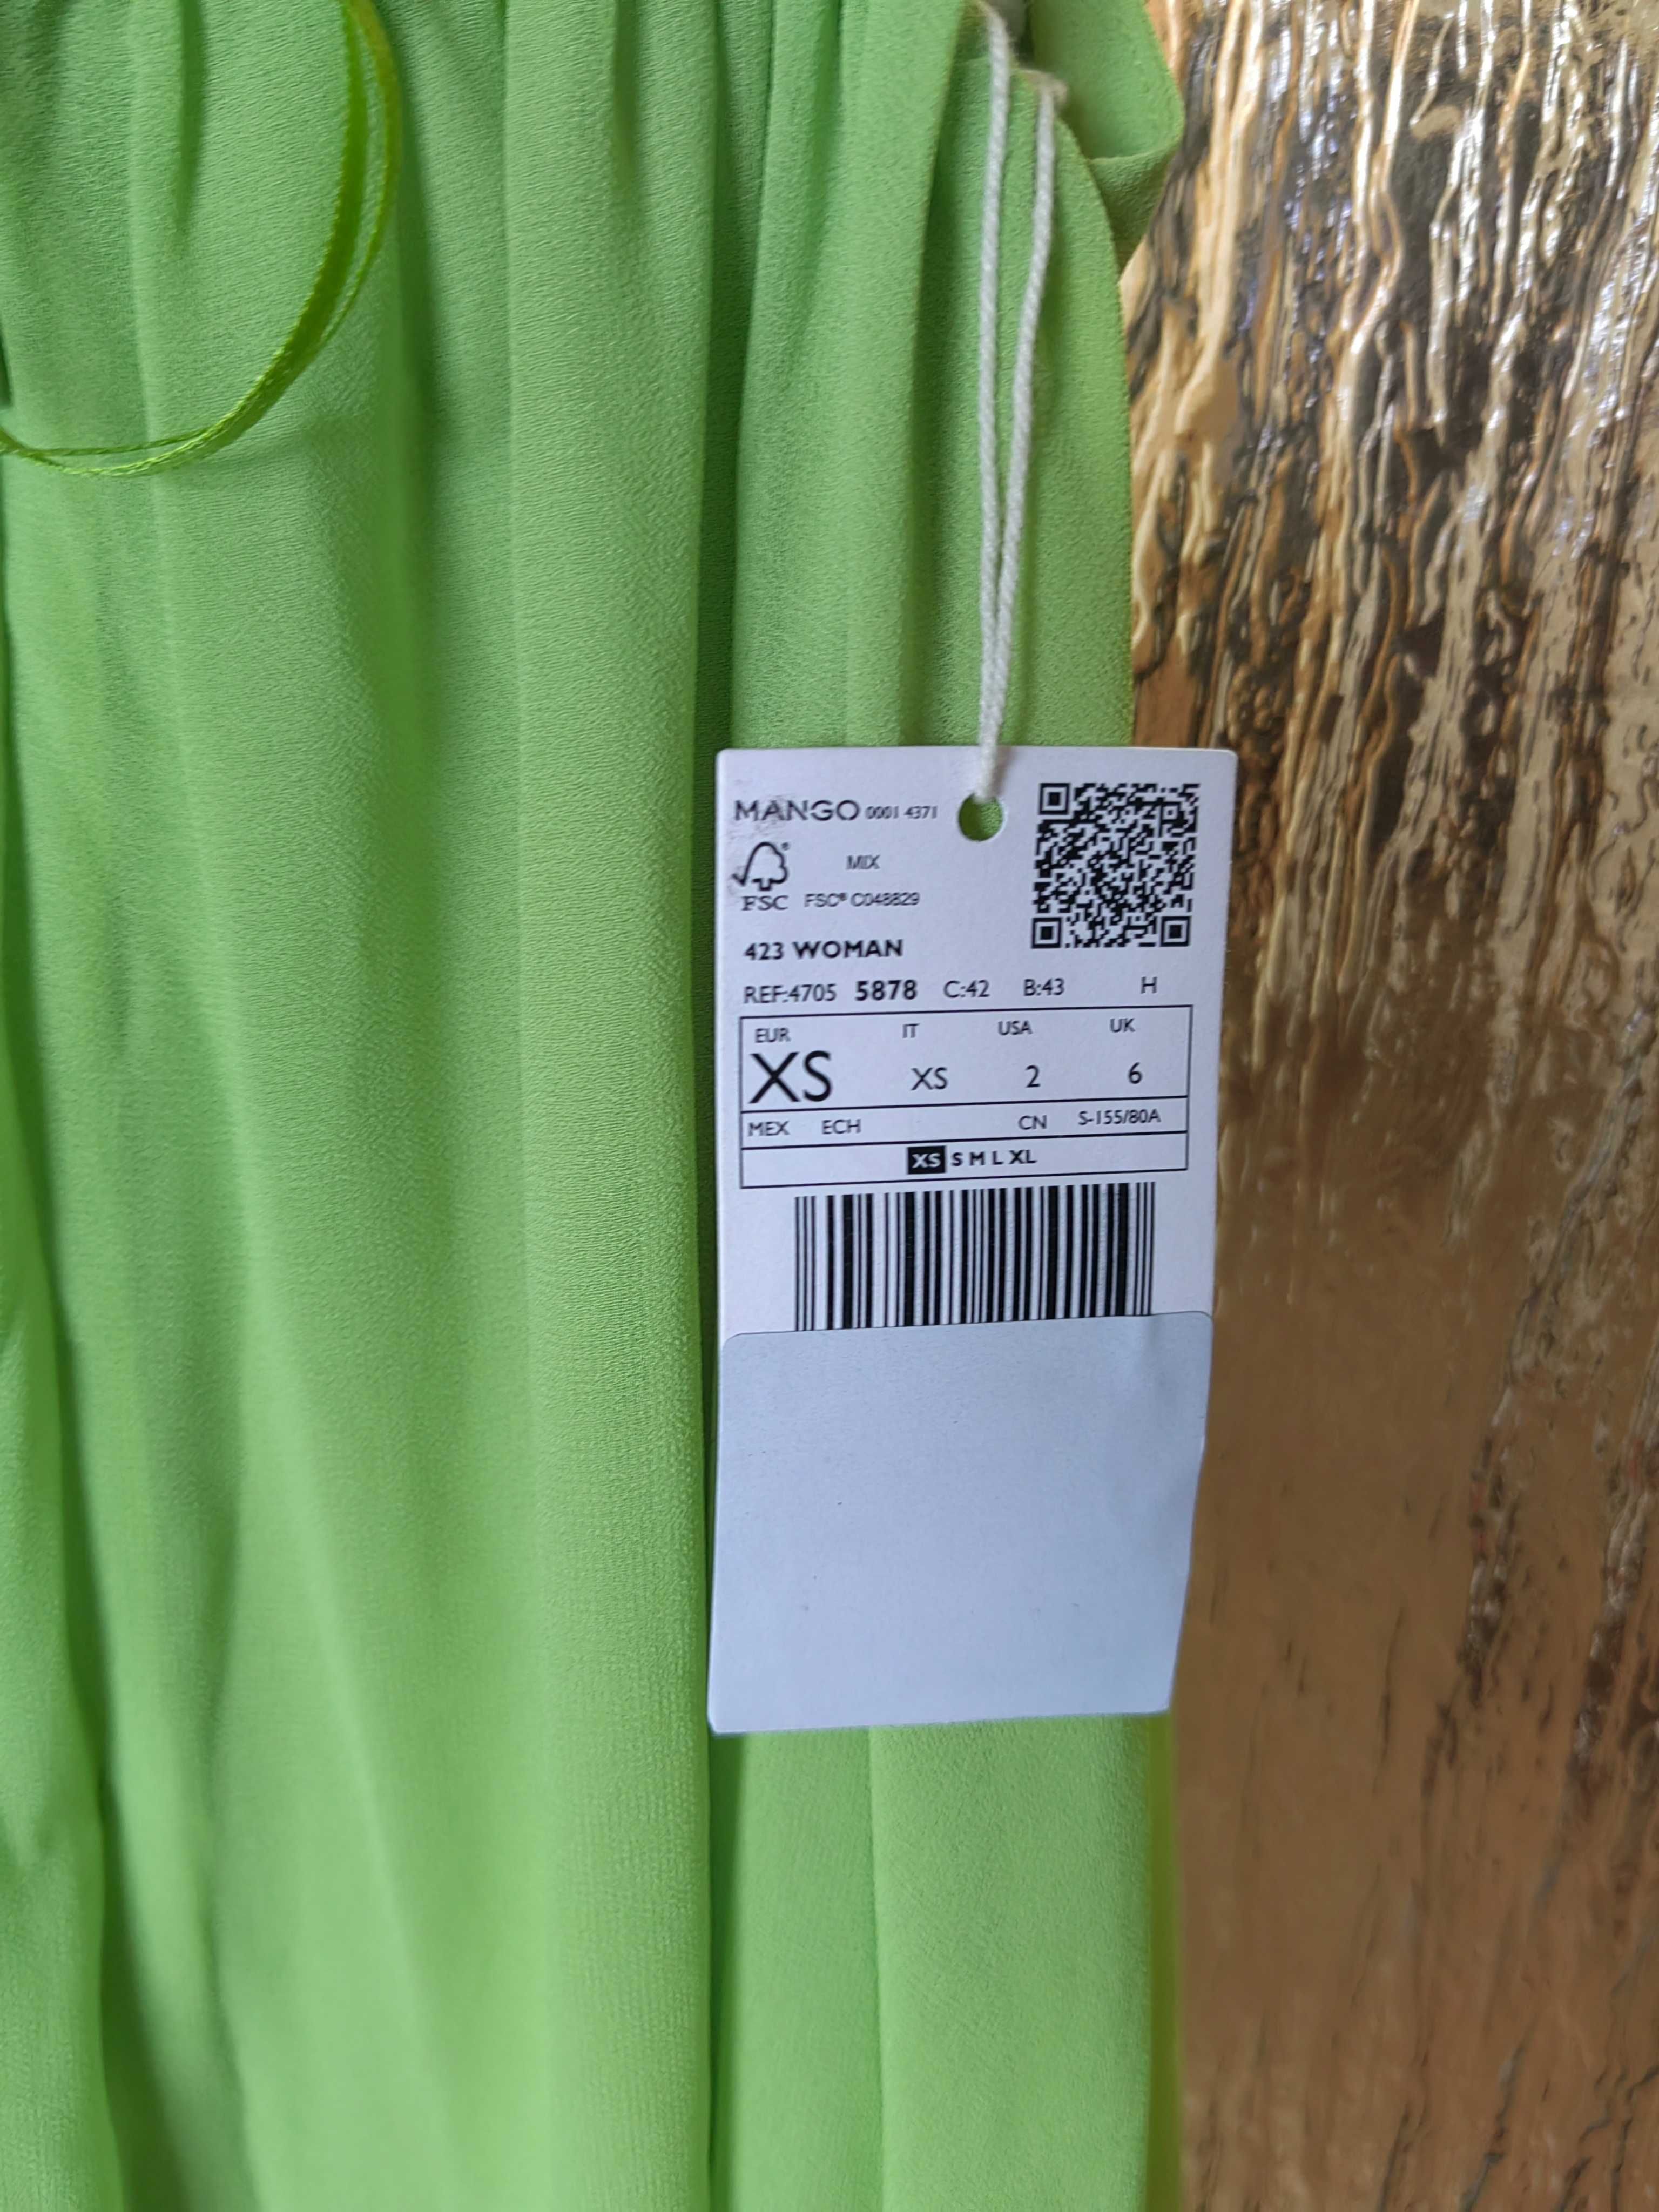 MANGO 0001 4371
MIX
FSC FSC® C048829
423 WOMAN
REF:4705 5878 C:42 B:43 H
EUR IT USA UK
XS XS 2 6
MEX ECH CN S-155/80A
XS S M L XL